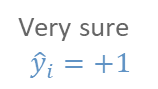 Very sure
ŷᵢ = +1